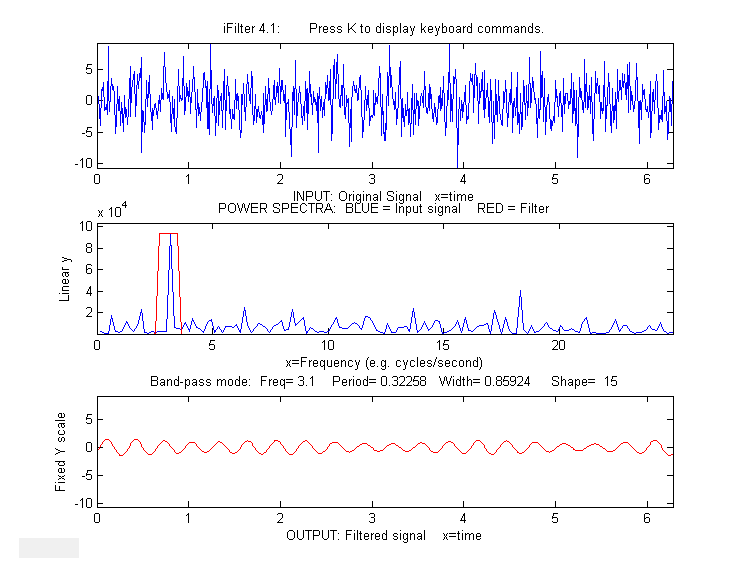 iFilter 4.1: Press K to display keyboard commands.
5
0
-5
-10
0 1 2 3 4 5 6
INPUT: Original Signal x=time
x 10^4
POWER SPECTRA: BLUE = Input signal RED = Filter
10
8
6
4
2
Linear y
0 5 10 15 20
x=Frequency (e.g. cycles/second)
Band-pass mode: Freq= 3.1 Period= 0.32258 Width= 0.85924 Shape= 15
5
0
-5
-10
Fixed Y scale
0 1 2 3 4 5 6
OUTPUT: Filtered signal x=time